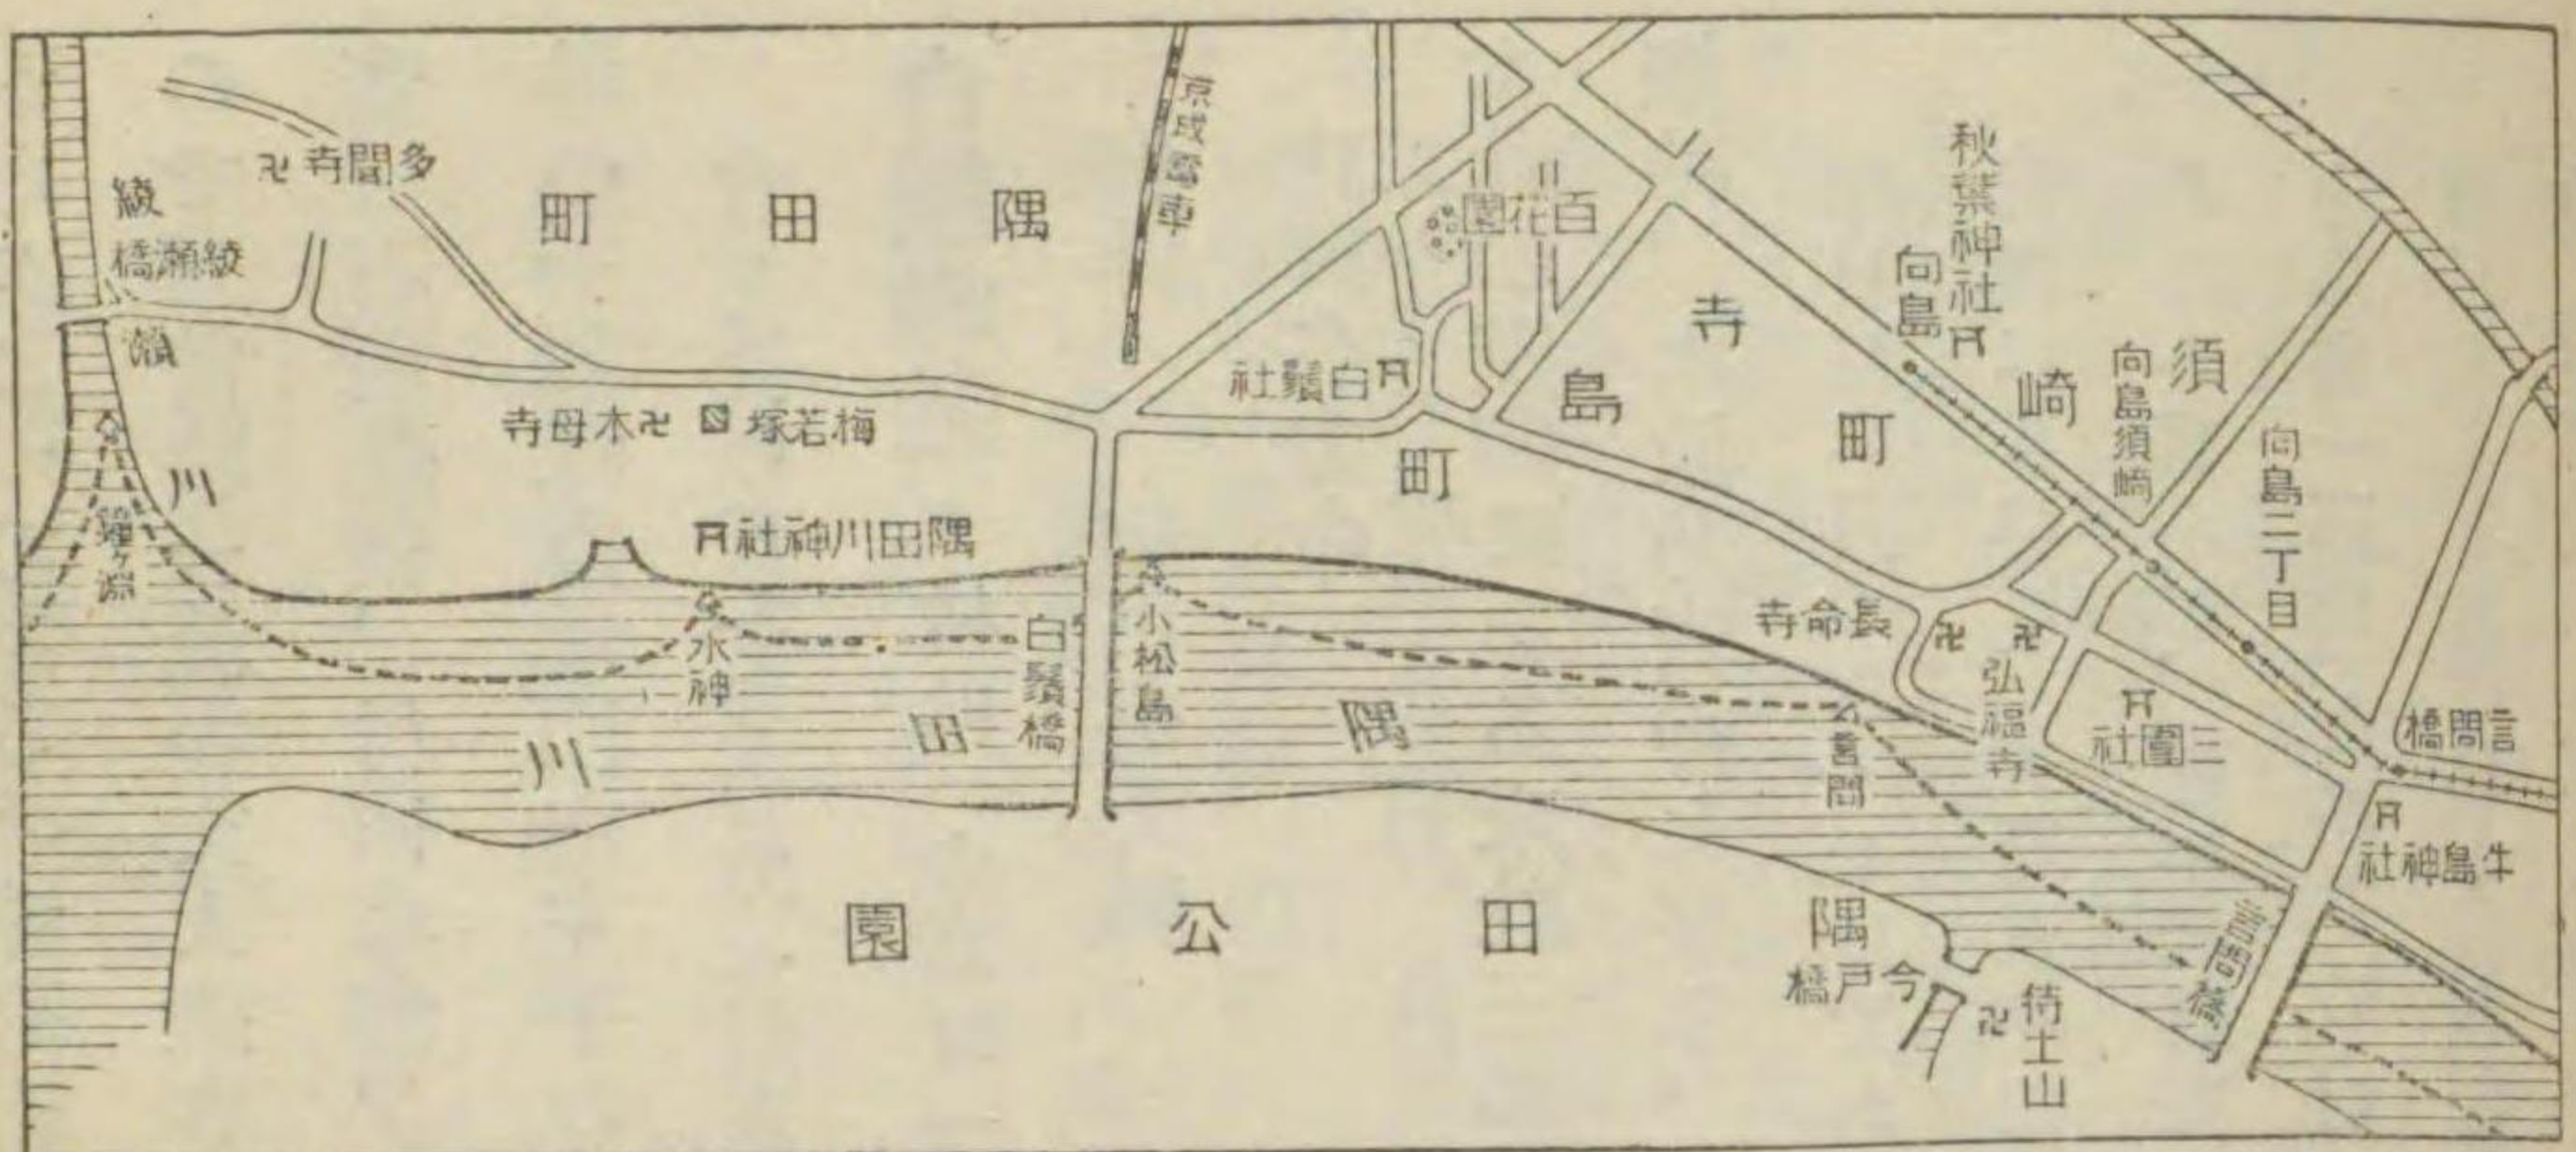 多聞寺
綾瀬川
綾瀬橋
隅田町
京成電車
百花園
秋葉神社
向島
寺島町
須崎町
向島須崎
向島二丁目
白鬚社
梅若塚
木母寺
隅田川神社
鐘ヶ淵
水神
白鬚橋
小松島
隅田川
言問
長命寺
弘福寺
三圍社
言問橋
牛島神社
言問橋
隅田公園
今戸橋
待土山